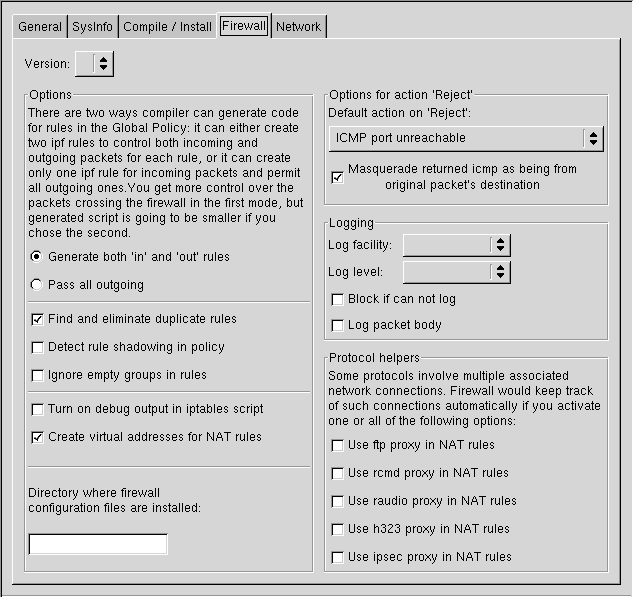 General SysInfo Compile / Install Firewall Network
Version:
Options
There are two ways compiler can generate code
for rules in the Global Policy: it can either create
two ipf rules to control both incoming and
outgoing packets for each rule, or it can create
only one ipf rule for incoming packets and permit
all outgoing ones.You get more control over the
packets crossing the firewall in the first mode, but
generated script is going to be smaller if you
chose the second.
Generate both 'in' and 'out' rules
Pass all outgoing
Find and eliminate duplicate rules
Detect rule shadowing in policy
Ignore empty groups in rules
Turn on debug output in iptables script
Create virtual addresses for NAT rules
Directory where firewall
configuration files are installed:
Options for action 'Reject'
Default action on 'Reject':
ICMP port unreachable
Masquerade returned icmp as being from
original packet's destination
Logging
Log facility:
Log level:
Block if can not log
Log packet body
Protocol helpers
Some protocols involve multiple associated
network connections. Firewall would keep track
of such connections automatically if you activate
one or all of the following options:
Use ftp proxy in NAT rules
Use rcmd proxy in NAT rules
Use raudio proxy in NAT rules
Use h323 proxy in NAT rules
Use ipsec proxy in NAT rules